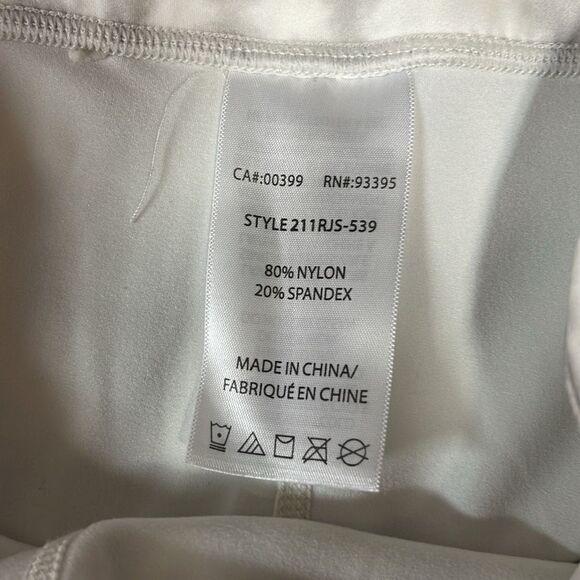 CA#:00399 RN#:93395
STYLE 211RJS-539
80% NYLON
20% SPANDEX
MADE IN CHINA/
FABRIQUÉ EN CHINE